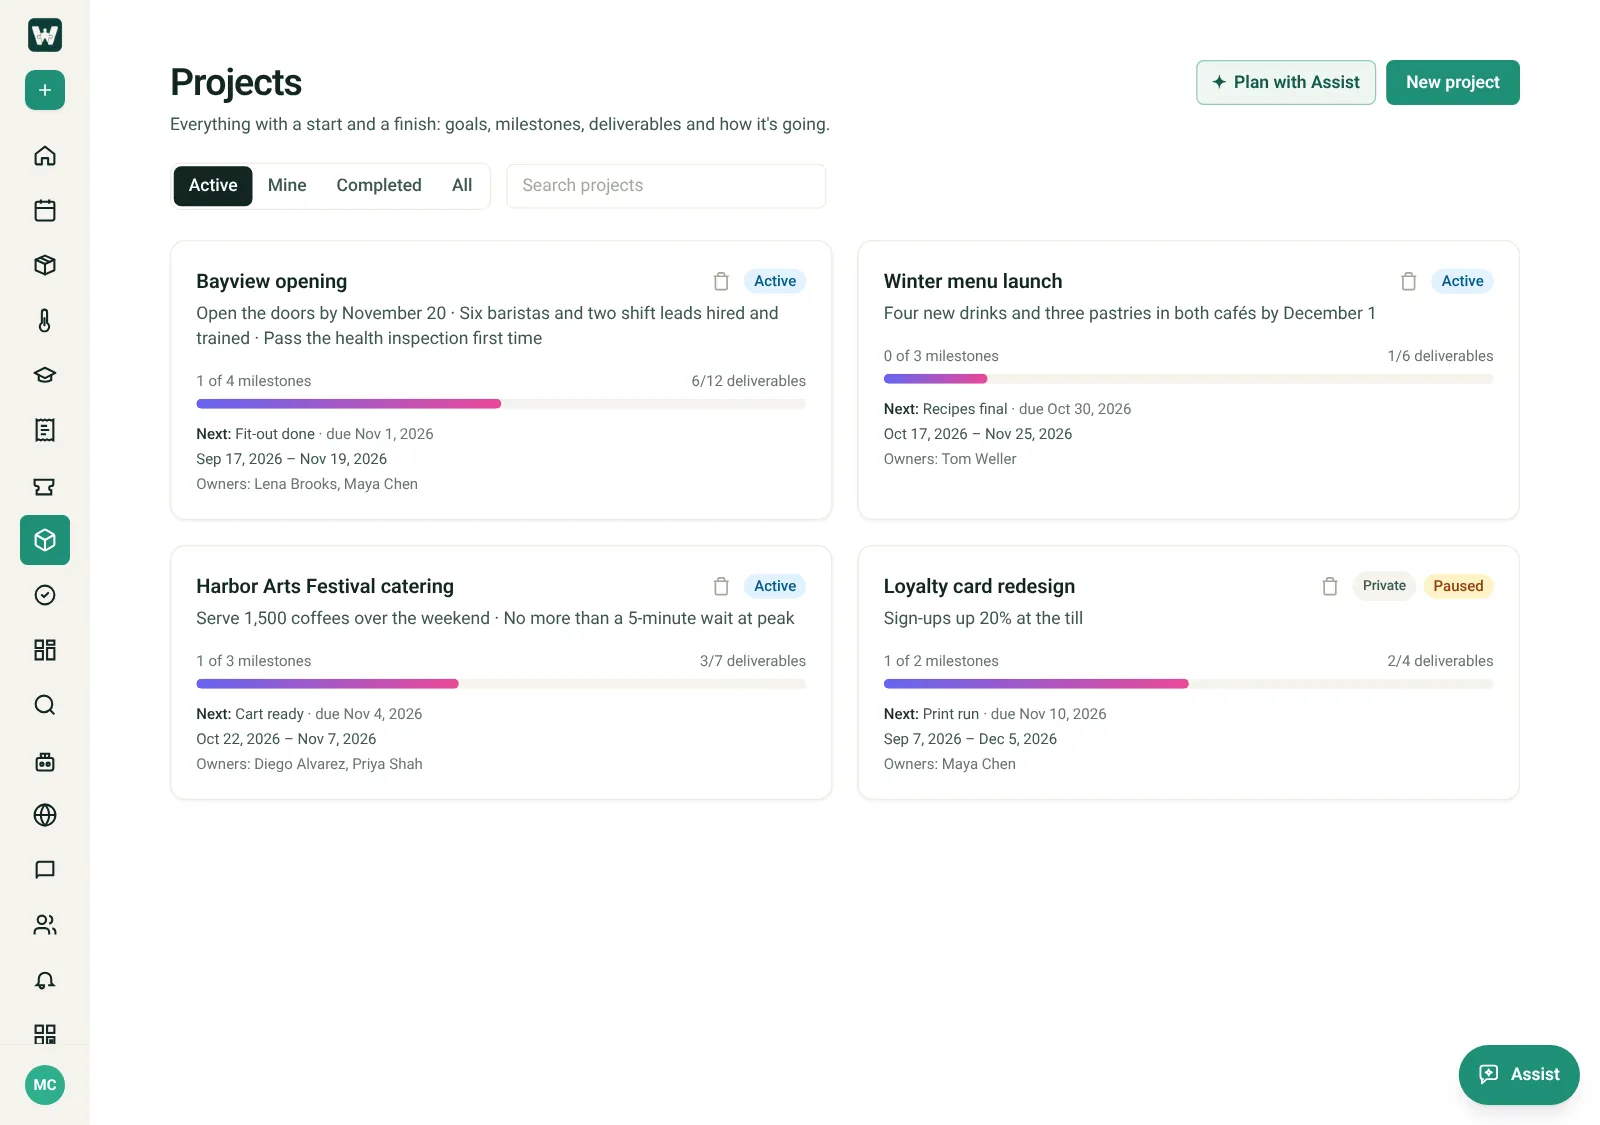 W
Projects
Everything with a start and a finish: goals, milestones, deliverables and how it's going.
Plan with Assist
New project
Active
Mine
Completed
All
Search projects
Bayview opening
Active
Open the doors by November 20 · Six baristas and two shift leads hired and
trained · Pass the health inspection first time
1 of 4 milestones
6/12 deliverables
Next: Fit-out done · due Nov 1, 2026
Sep 17, 2026 – Nov 19, 2026
Owners: Lena Brooks, Maya Chen
Winter menu launch
Active
Four new drinks and three pastries in both cafés by December 1
0 of 3 milestones
1/6 deliverables
Next: Recipes final · due Oct 30, 2026
Oct 17, 2026 – Nov 25, 2026
Owners: Tom Weller
Harbor Arts Festival catering
Active
Serve 1,500 coffees over the weekend · No more than a 5-minute wait at peak
1 of 3 milestones
3/7 deliverables
Next: Cart ready · due Nov 4, 2026
Oct 22, 2026 – Nov 7, 2026
Owners: Diego Alvarez, Priya Shah
Loyalty card redesign
Private
Paused
Sign-ups up 20% at the till
1 of 2 milestones
2/4 deliverables
Next: Print run · due Nov 10, 2026
Sep 7, 2026 – Dec 5, 2026
Owners: Maya Chen
MC
Assist